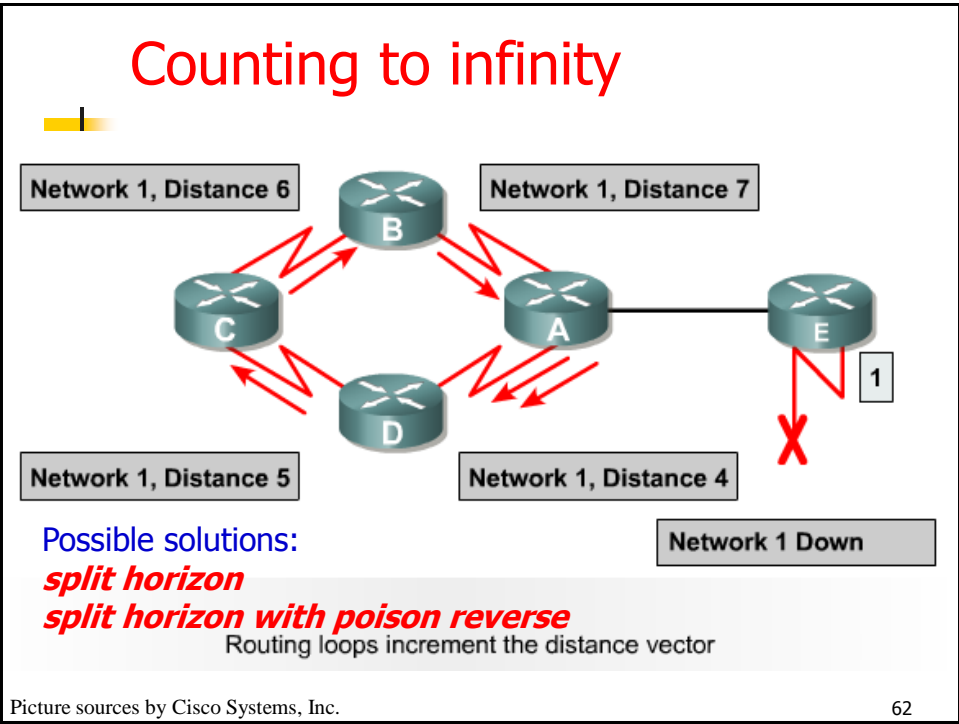 Counting to infinity
Network 1, Distance 6
Network 1, Distance 7
B
C
A
E
1
D
Network 1, Distance 5
Network 1, Distance 4
Possible solutions:
Network 1 Down
split horizon
split horizon with poison reverse
Routing loops increment the distance vector
Picture sources by Cisco Systems, Inc.
62